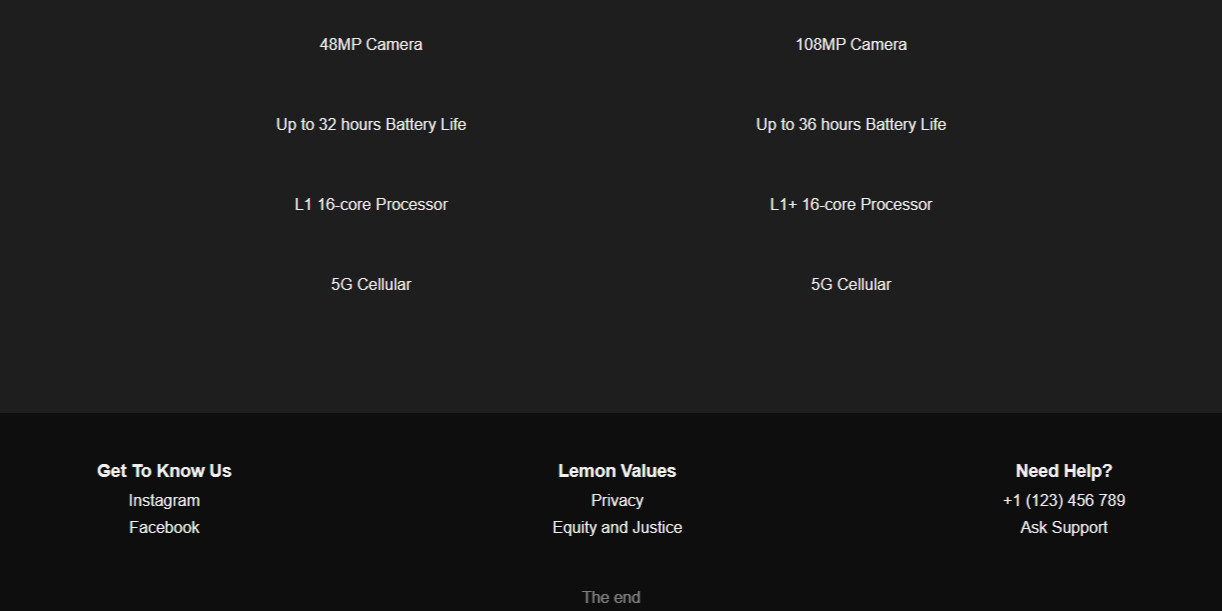 48MP Camera
108MP Camera
Up to 32 hours Battery Life
Up to 36 hours Battery Life
L1 16-core Processor
L1+ 16-core Processor
5G Cellular
5G Cellular
Get To Know Us
Instagram
Facebook
Lemon Values
Privacy
Equity and Justice
Need Help?
+1 (123) 456 789
Ask Support
The end